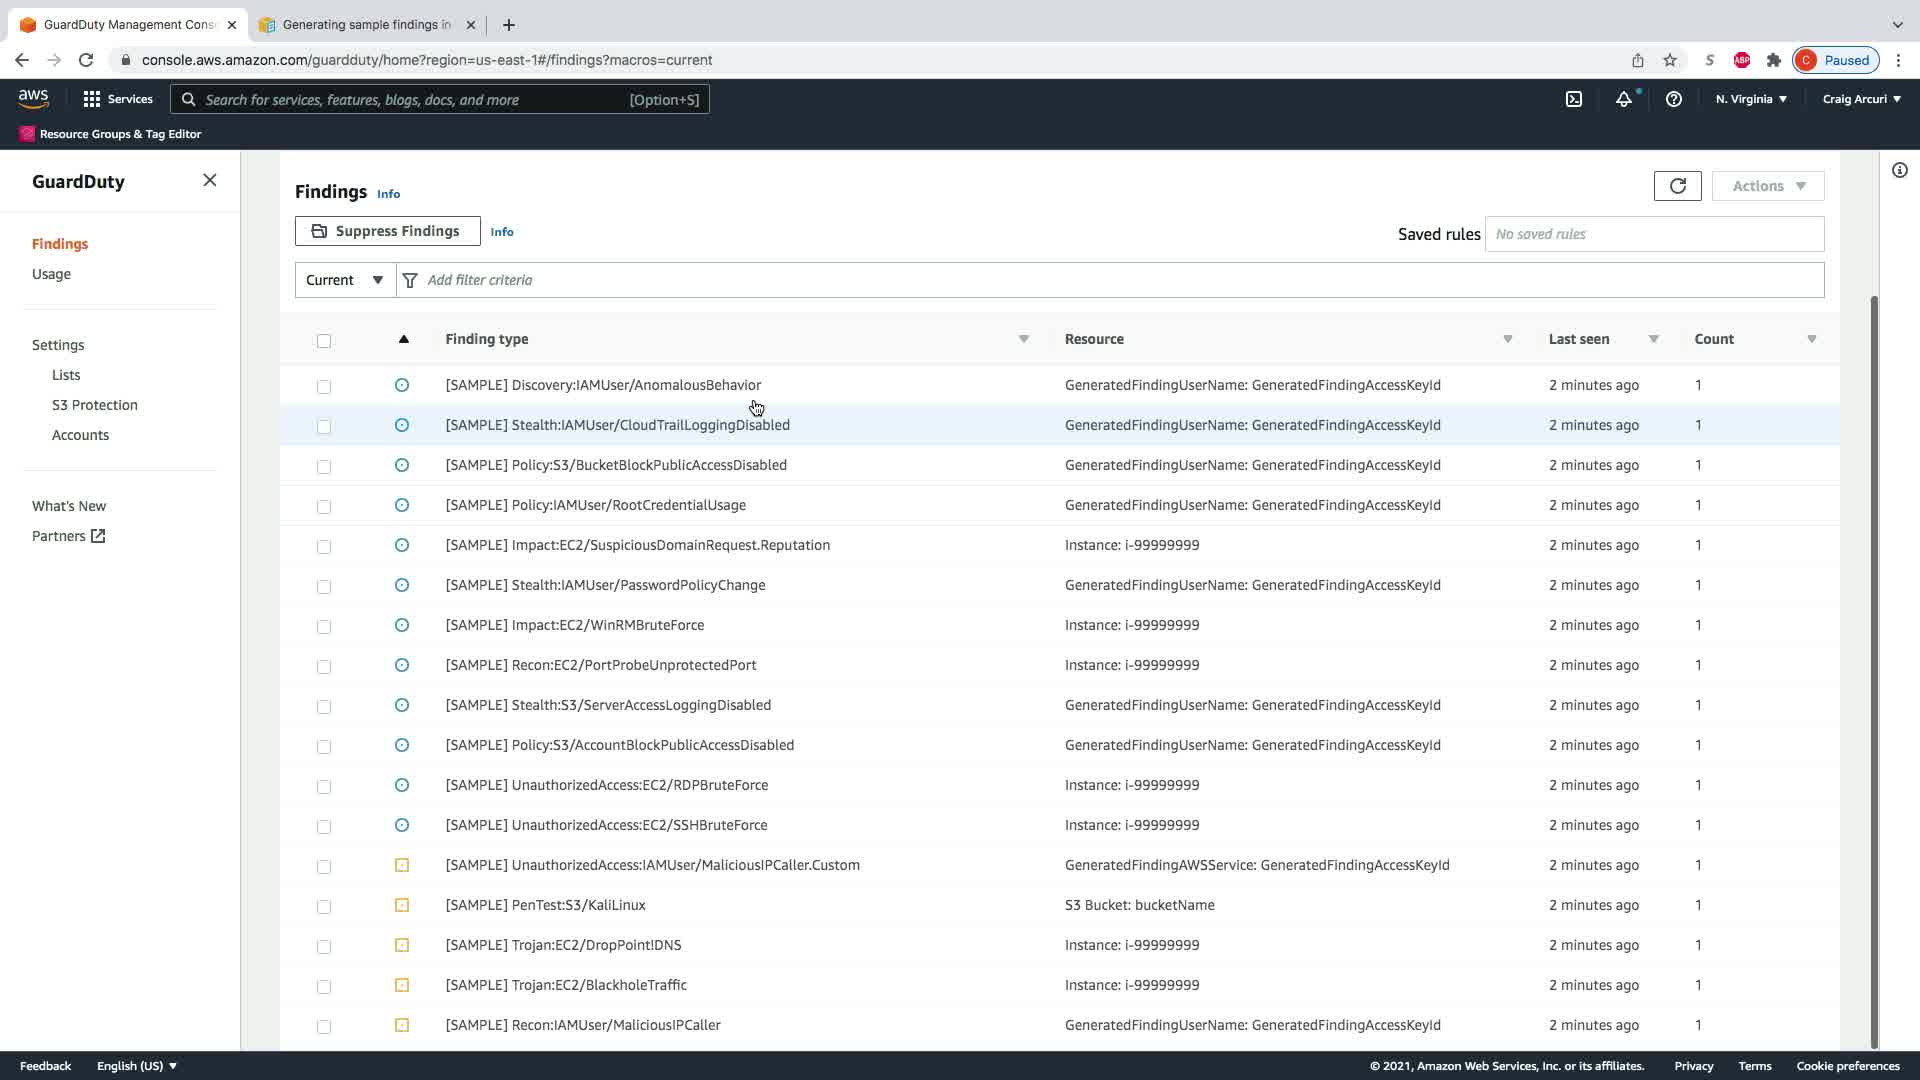 GuardDuty Management Cons
Generating sample findings in
console.aws.amazon.com/guardduty/home?region=us-east-1#/findings?macros=current
S
ABP
C
Paused
aws
Services
Search for services, features, blogs, docs, and more
[Option+S]
N. Virginia
Craig Arcuri
Resource Groups & Tag Editor
GuardDuty
Findings
Usage
Settings
Lists
S3 Protection
Accounts
What's New
Partners
Findings Info
Actions
Suppress Findings Info
Saved rules No saved rules
Current Add filter criteria
Finding type Resource Last seen Count
[SAMPLE] Discovery:IAMUser/AnomalousBehavior GeneratedFindingUserName: GeneratedFindingAccessKeyId 2 minutes ago 1
[SAMPLE] Stealth:IAMUser/CloudTrailLoggingDisabled GeneratedFindingUserName: GeneratedFindingAccessKeyId 2 minutes ago 1
[SAMPLE] Policy:S3/BucketBlockPublicAccessDisabled GeneratedFindingUserName: GeneratedFindingAccessKeyId 2 minutes ago 1
[SAMPLE] Policy:IAMUser/RootCredentialUsage GeneratedFindingUserName: GeneratedFindingAccessKeyId 2 minutes ago 1
[SAMPLE] Impact:EC2/SuspiciousDomainRequest.Reputation Instance: i-99999999 2 minutes ago 1
[SAMPLE] Stealth:IAMUser/PasswordPolicyChange GeneratedFindingUserName: GeneratedFindingAccessKeyId 2 minutes ago 1
[SAMPLE] Impact:EC2/WinRMBruteForce Instance: i-99999999 2 minutes ago 1
[SAMPLE] Recon:EC2/PortProbeUnprotectedPort Instance: i-99999999 2 minutes ago 1
[SAMPLE] Stealth:S3/ServerAccessLoggingDisabled GeneratedFindingUserName: GeneratedFindingAccessKeyId 2 minutes ago 1
[SAMPLE] Policy:S3/AccountBlockPublicAccessDisabled GeneratedFindingUserName: GeneratedFindingAccessKeyId 2 minutes ago 1
[SAMPLE] UnauthorizedAccess:EC2/RDPBruteForce Instance: i-99999999 2 minutes ago 1
[SAMPLE] UnauthorizedAccess:EC2/SSHBruteForce Instance: i-99999999 2 minutes ago 1
[SAMPLE] UnauthorizedAccess:IAMUser/MaliciousIPCaller.Custom GeneratedFindingAWSService: GeneratedFindingAccessKeyId 2 minutes ago 1
[SAMPLE] PenTest:S3/KaliLinux S3 Bucket: bucketName 2 minutes ago 1
[SAMPLE] Trojan:EC2/DropPoint!DNS Instance: i-99999999 2 minutes ago 1
[SAMPLE] Trojan:EC2/BlackholeTraffic Instance: i-99999999 2 minutes ago 1
[SAMPLE] Recon:IAMUser/MaliciousIPCaller GeneratedFindingUserName: GeneratedFindingAccessKeyId 2 minutes ago 1
Feedback English (US) © 2021, Amazon Web Services, Inc. or its affiliates. Privacy Terms Cookie preferences